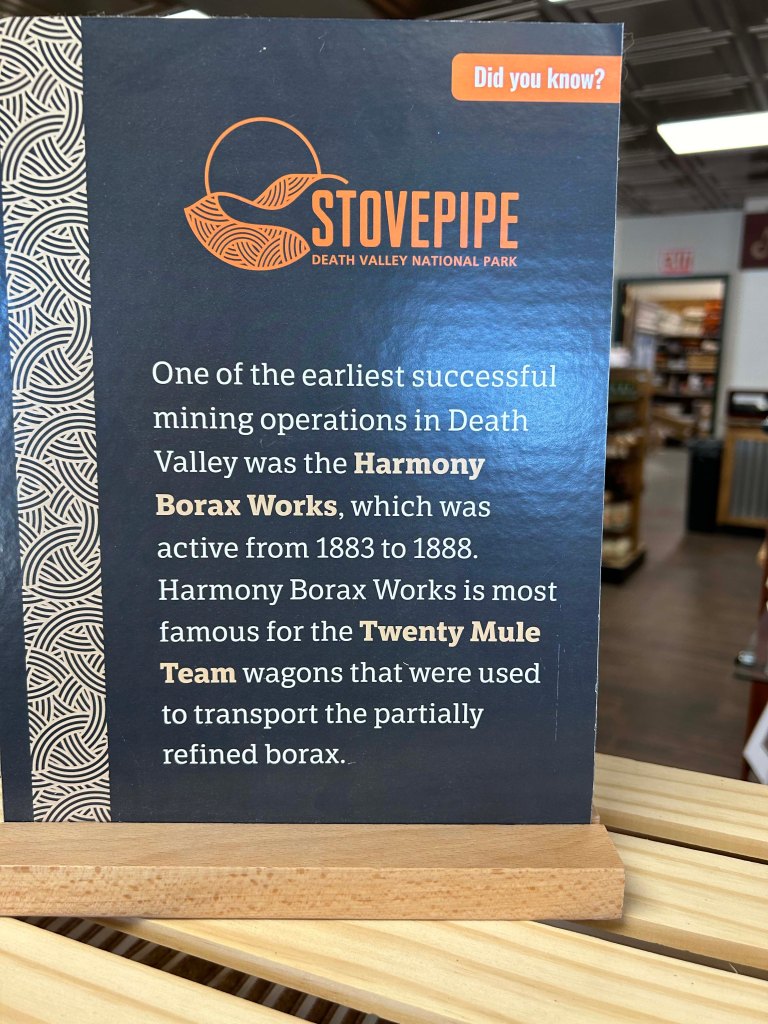 Did you know?
STOVEPIPE
DEATH VALLEY NATIONAL PARK
One of the earliest successful
mining operations in Death
Valley was the Harmony
Borax Works, which was
active from 1883 to 1888.
Harmony Borax Works is most
famous for the Twenty Mule
Team wagons that were used
to transport the partially
refined borax.
EXIT